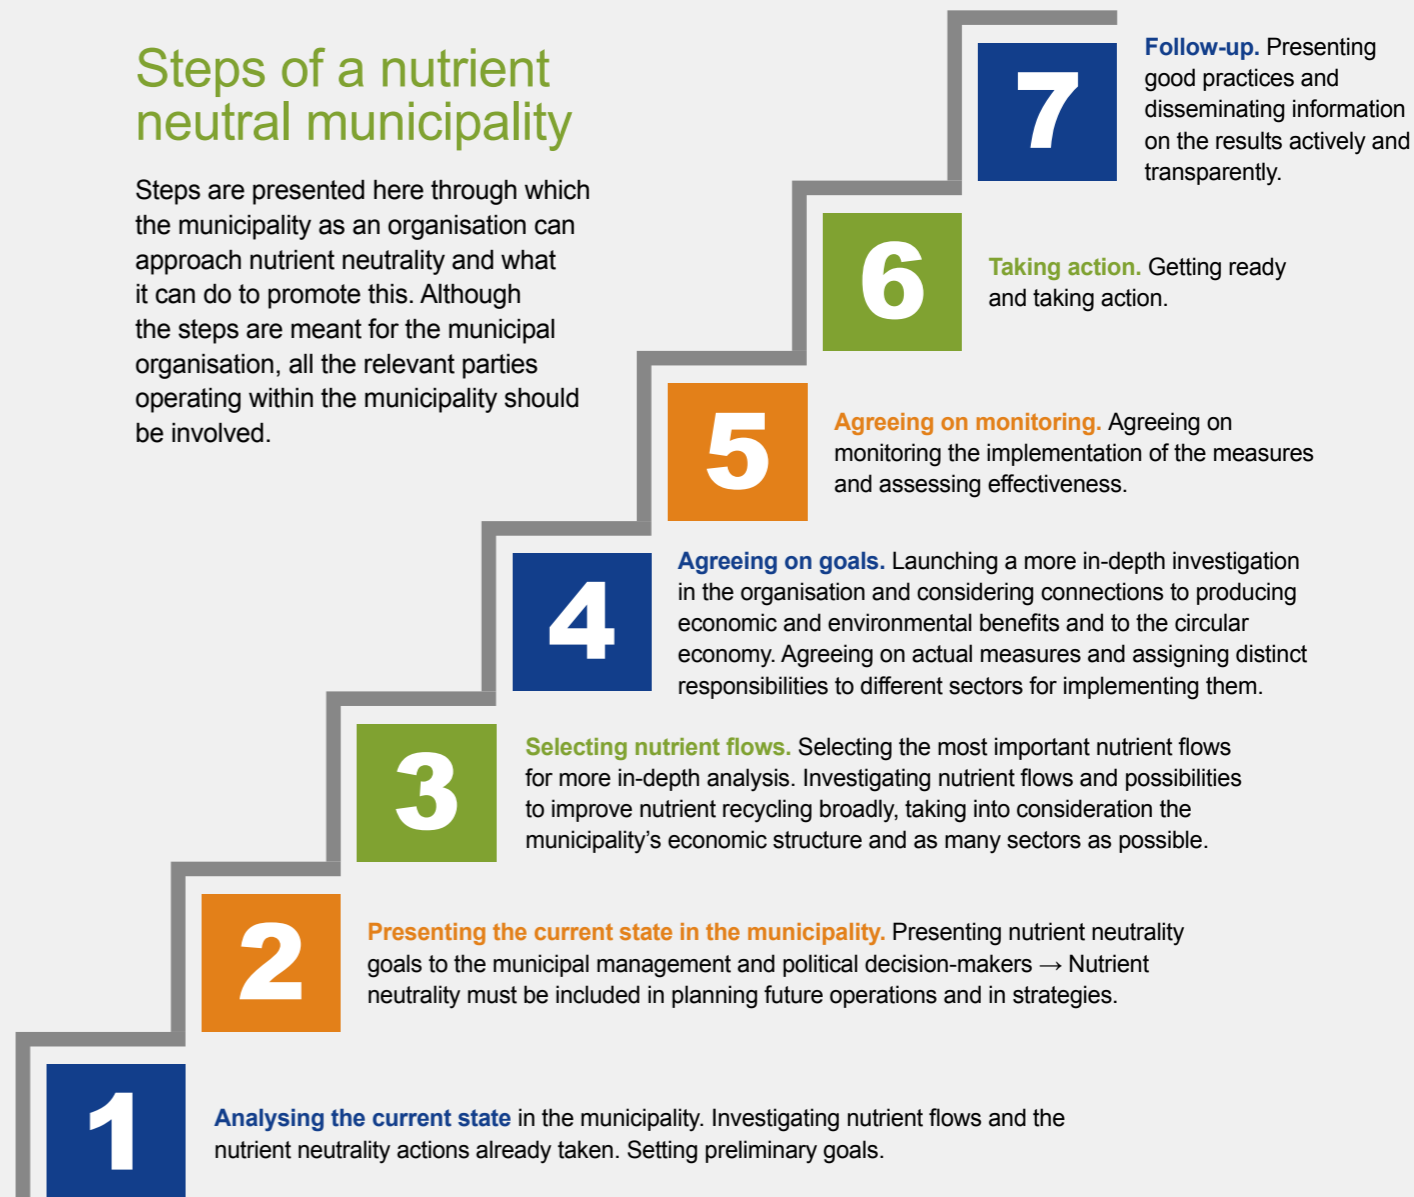 Steps of a nutrient
neutral municipality
Steps are presented here through which
the municipality as an organisation can
approach nutrient neutrality and what
it can do to promote this. Although
the steps are meant for the municipal
organisation, all the relevant parties
operating within the municipality should
be involved.
7
Follow-up. Presenting
good practices and
disseminating information
on the results actively and
transparently.
6
Taking action. Getting ready
and taking action.
5
Agreeing on monitoring. Agreeing on
monitoring the implementation of the measures
and assessing effectiveness.
4
Agreeing on goals. Launching a more in-depth investigation
in the organisation and considering connections to producing
economic and environmental benefits and to the circular
economy. Agreeing on actual measures and assigning distinct
responsibilities to different sectors for implementing them.
3
Selecting nutrient flows. Selecting the most important nutrient flows
for more in-depth analysis. Investigating nutrient flows and possibilities
to improve nutrient recycling broadly, taking into consideration the
municipality’s economic structure and as many sectors as possible.
2
Presenting the current state in the municipality. Presenting nutrient neutrality
goals to the municipal management and political decision-makers → Nutrient
neutrality must be included in planning future operations and in strategies.
1
Analysing the current state in the municipality. Investigating nutrient flows and the
nutrient neutrality actions already taken. Setting preliminary goals.